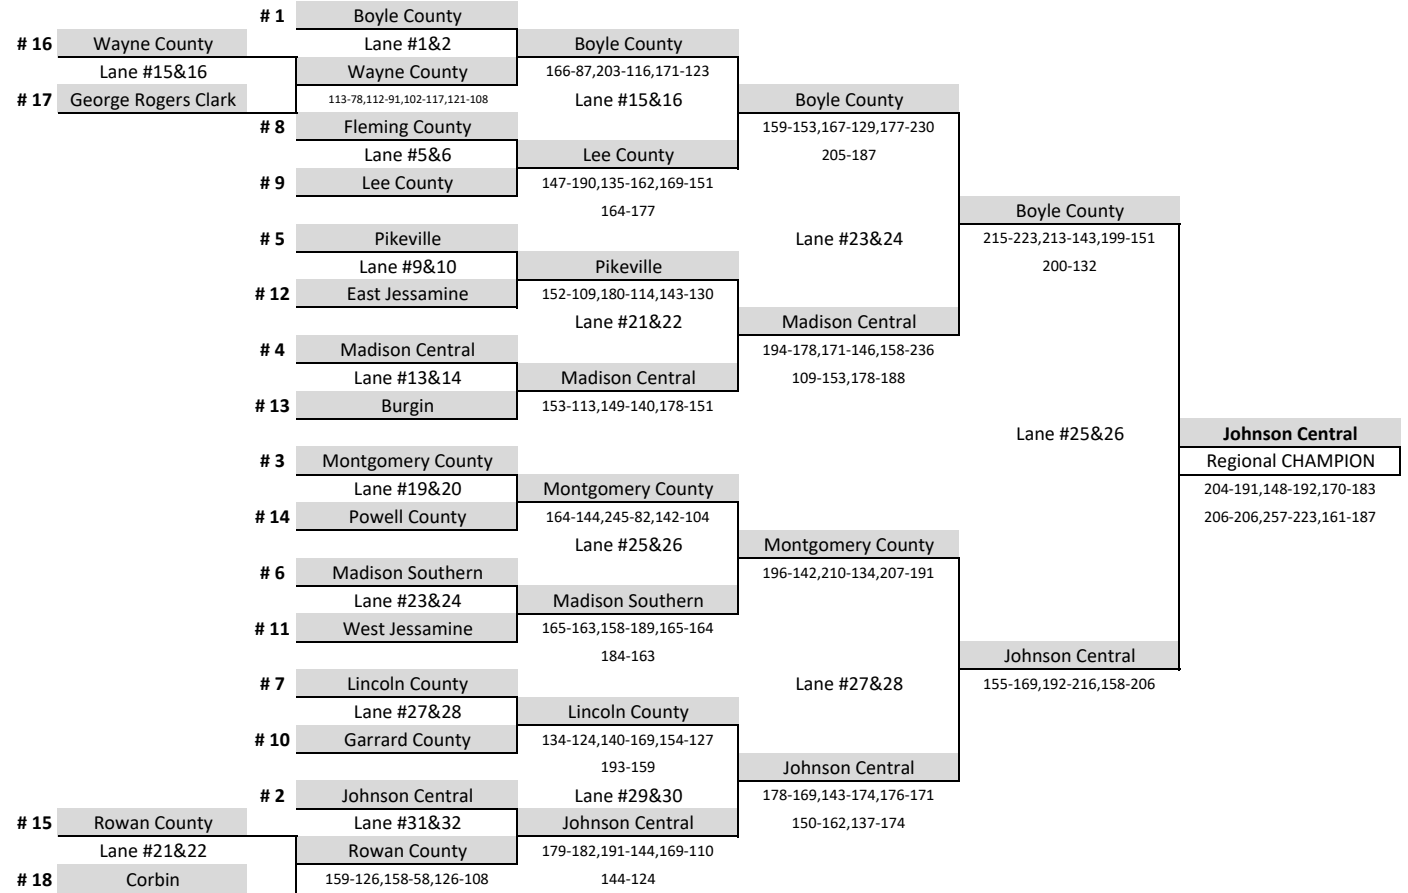 # 1 Boyle County
# 16 Wayne County Lane #1&2 Boyle County
Lane #15&16 Wayne County 166-87,203-116,171-123
# 17 George Rogers Clark 113-78,112-91,102-117,121-108 Lane #15&16 Boyle County
# 8 Fleming County 159-153,167-129,177-230
Lane #5&6 Lee County 205-187
# 9 Lee County 147-190,135-162,169-151
164-177 Boyle County
# 5 Pikeville Lane #23&24 215-223,213-143,199-151
Lane #9&10 Pikeville 200-132
# 12 East Jessamine 152-109,180-114,143-130
Lane #21&22 Madison Central
# 4 Madison Central 194-178,171-146,158-236
Lane #13&14 Madison Central 109-153,178-188
# 13 Burgin 153-113,149-140,178-151
Lane #25&26 Johnson Central
# 3 Montgomery County Regional CHAMPION
Lane #19&20 Montgomery County 204-191,148-192,170-183
# 14 Powell County 164-144,245-82,142-104 206-206,257-223,161-187
Lane #25&26 Montgomery County
# 6 Madison Southern 196-142,210-134,207-191
Lane #23&24 Madison Southern
# 11 West Jessamine 165-163,158-189,165-164
184-163 Johnson Central
# 7 Lincoln County Lane #27&28 155-169,192-216,158-206
Lane #27&28 Lincoln County
# 10 Garrard County 134-124,140-169,154-127
193-159 Johnson Central
# 2 Johnson Central Lane #29&30 178-169,143-174,176-171
# 15 Rowan County Lane #31&32 Johnson Central 150-162,137-174
Lane #21&22 Rowan County 179-182,191-144,169-110
# 18 Corbin 159-126,158-58,126-108 144-124